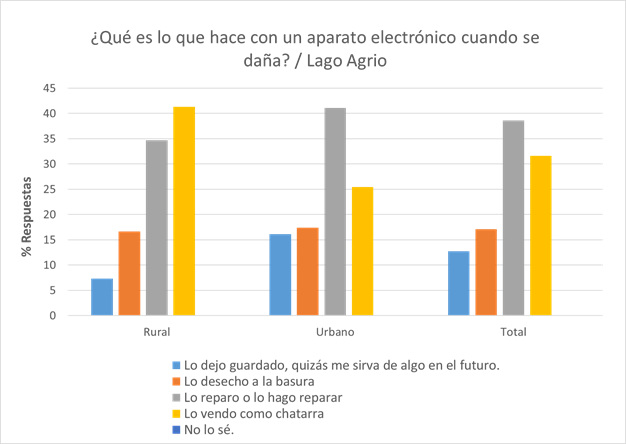 ¿Qué es lo que hace con un aparato electrónico cuando se
daña? / Lago Agrio
% Respuestas
45
40
35
30
25
20
15
10
5
0
Rural Urbano Total
Lo dejo guardado, quizás me sirva de algo en el futuro.
Lo desecho a la basura
Lo reparo o lo hago reparar
Lo vendo como chatarra
No lo sé.